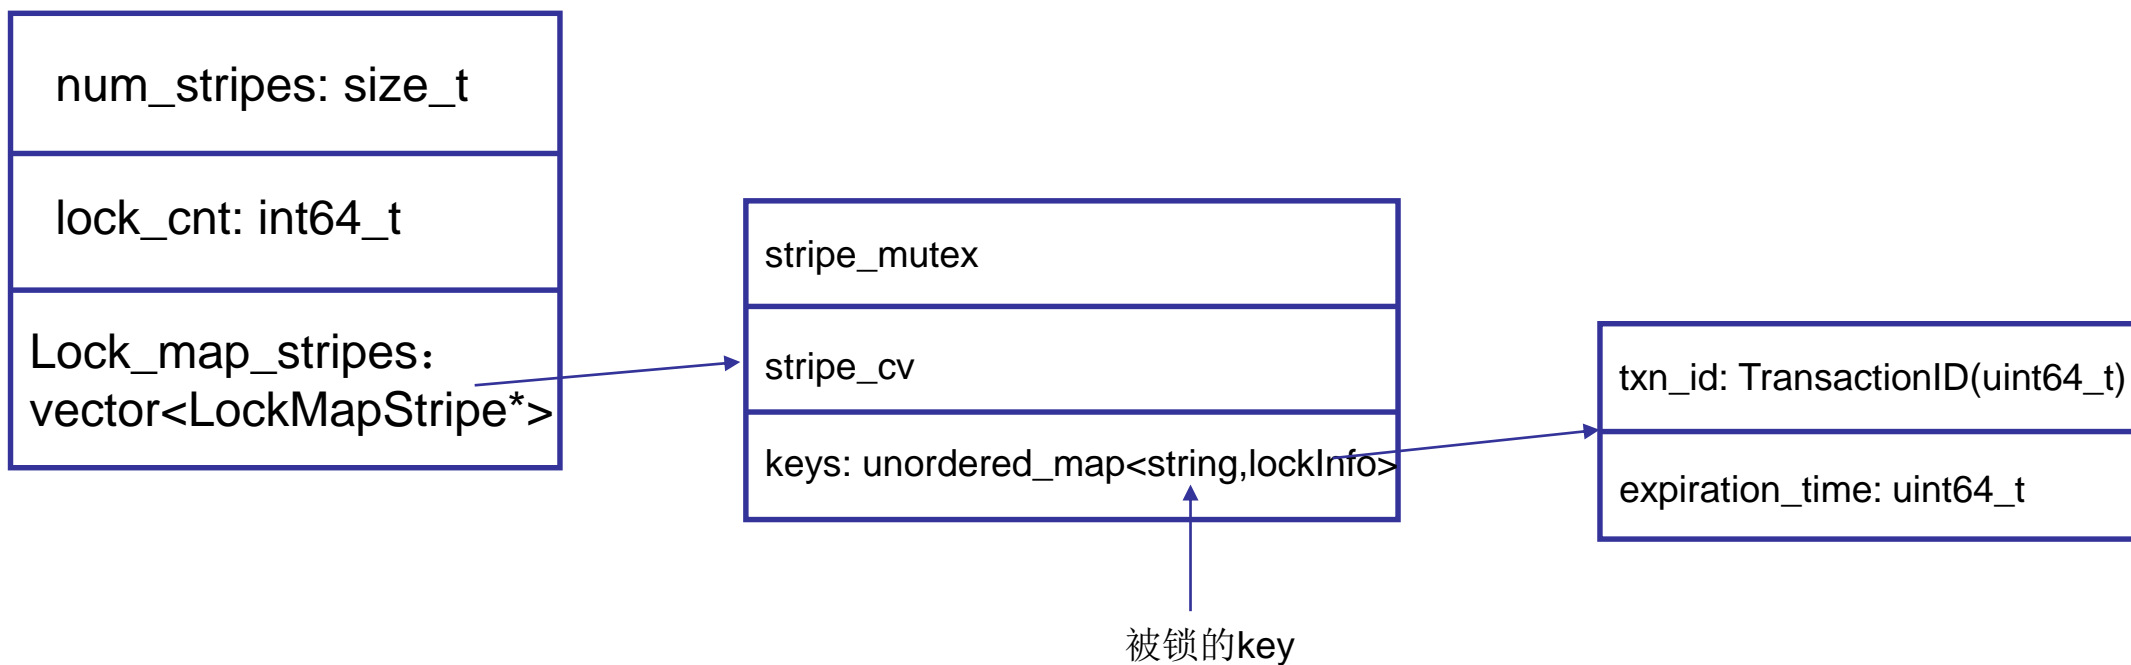 num_stripes: size_t
lock_cnt: int64_t
Lock_map_stripes：
vector<LockMapStripe*>
stripe_mutex
stripe_cv
keys: unordered_map<string,lockInfo>
txn_id: TransactionID(uint64_t)
expiration_time: uint64_t
被锁的key